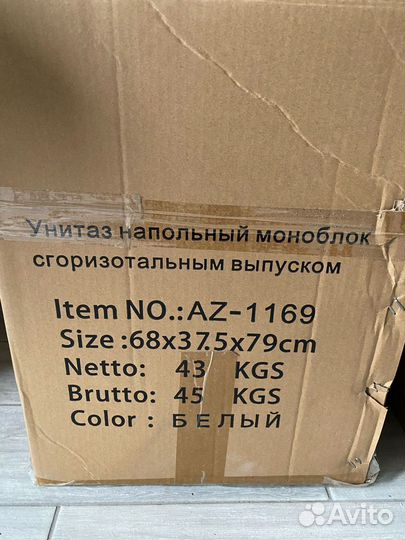 Унитаз напольный моноблок
сгоризотальным выпуском
Item NO.:AZ-1169
Size :68x37.5x79cm
Netto: 43 KGS
Brutto: 45 KGS
Color : БЕЛЫЙ
Avito